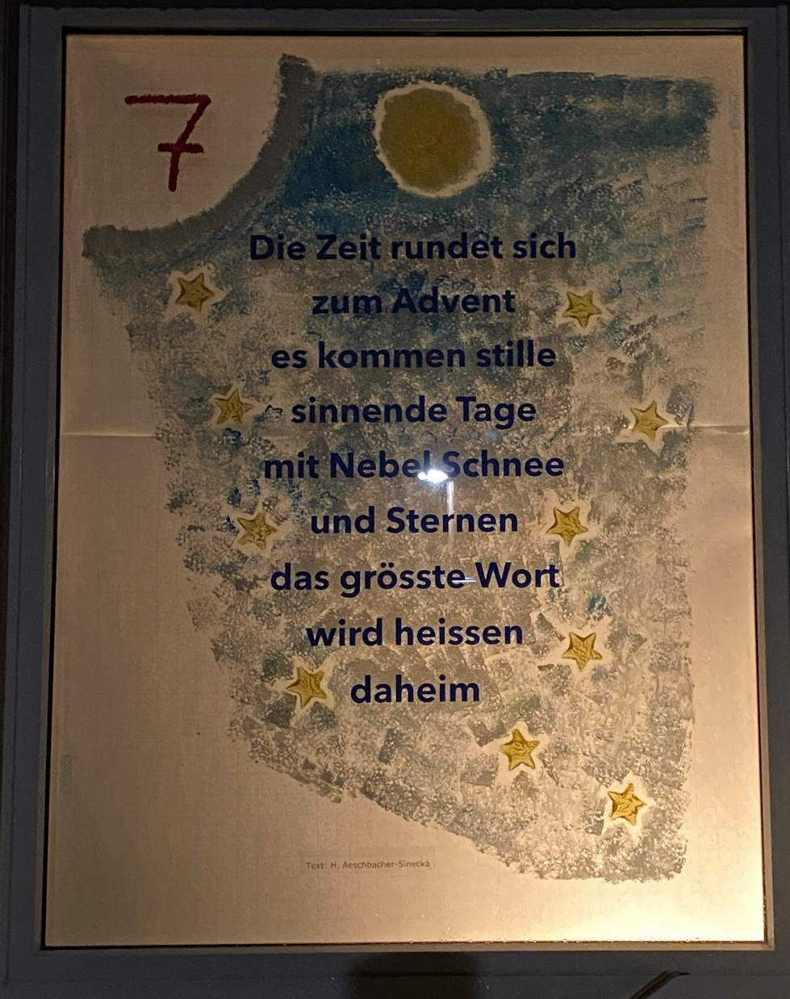 7
Die Zeit rundet sich
zum Advent
es kommen stille
sinnende Tage
mit Nebel Schnee
und Sternen
das grösste Wort
wird heissen
daheim
Text: H. Aeschbacher-Sinecká